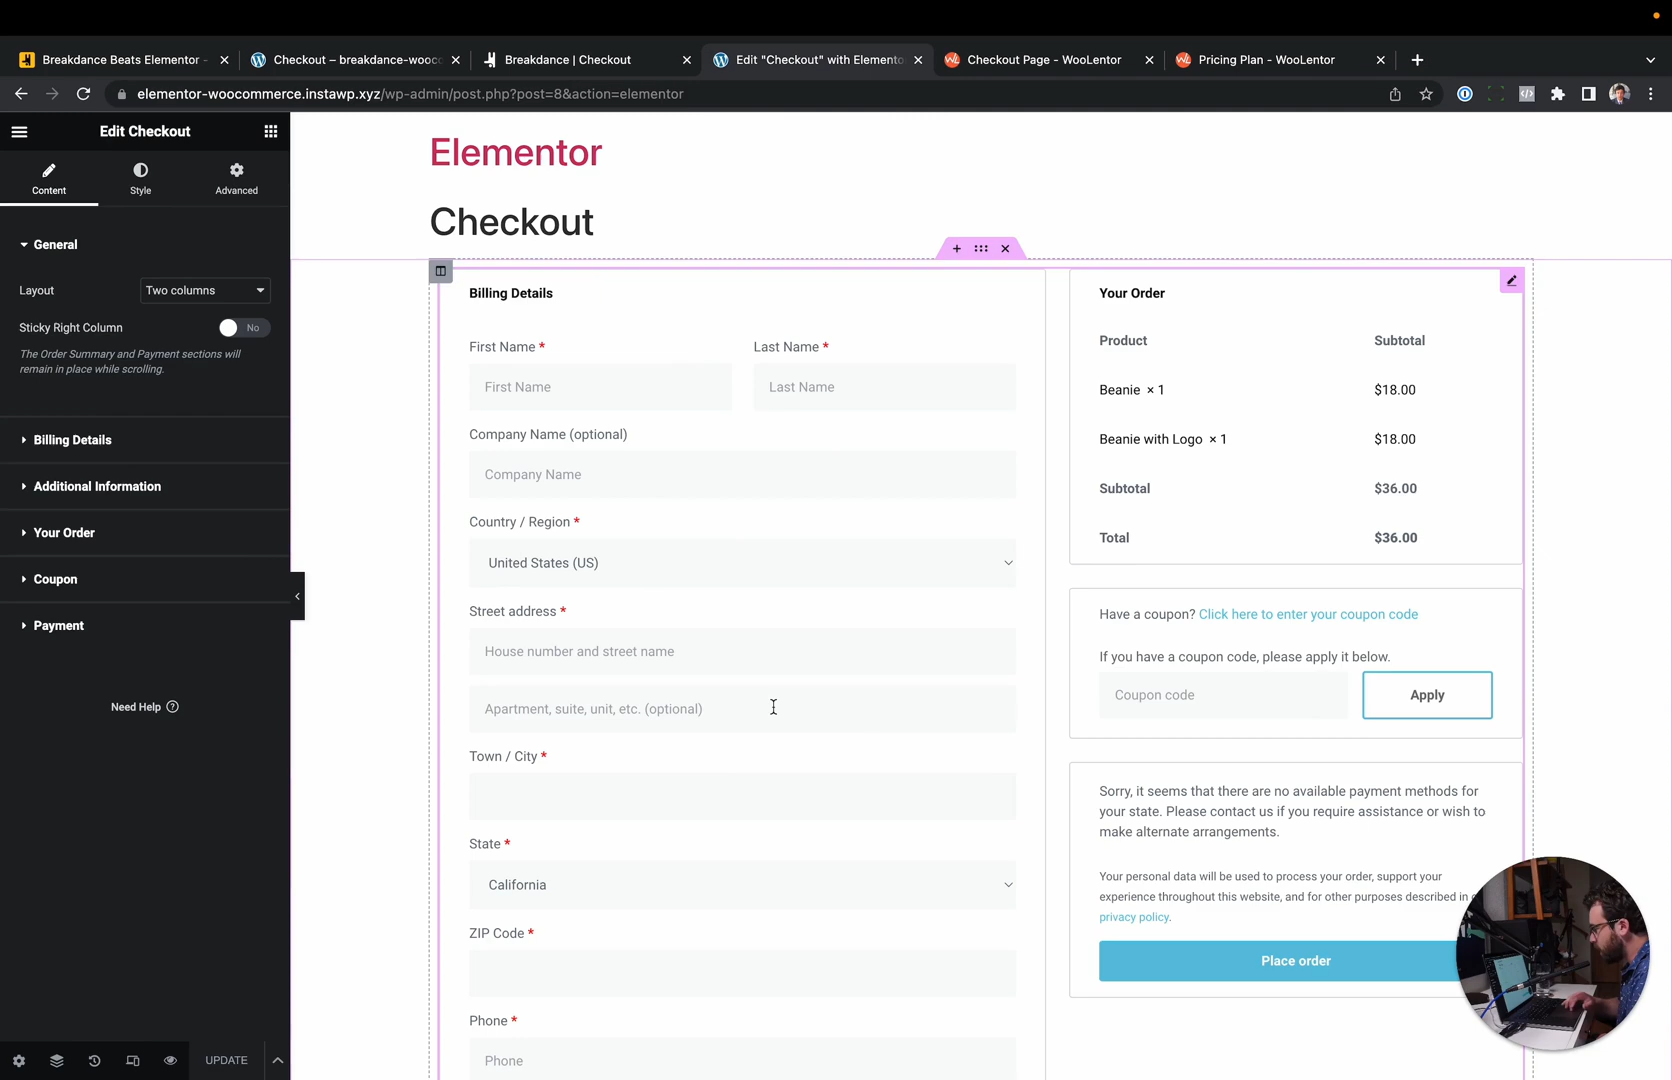 Breakdance Beats Elementor -
Checkout – breakdance-wooc
Breakdance | Checkout
Edit "Checkout" with Elemento
Checkout Page - WooLentor
Pricing Plan - WooLentor
elementor-woocommerce.instawp.xyz/wp-admin/post.php?post=8&action=elementor
Edit Checkout
Content
Style
Advanced
General
Layout
Two columns
Sticky Right Column
No
The Order Summary and Payment sections will
remain in place while scrolling.
Billing Details
Additional Information
Your Order
Coupon
Payment
Need Help
UPDATE
Elementor
Checkout
Billing Details
First Name *
Last Name *
First Name
Last Name
Company Name (optional)
Company Name
Country / Region *
United States (US)
Street address *
House number and street name
Apartment, suite, unit, etc. (optional)
Town / City *
State *
California
ZIP Code *
Phone *
Phone
Your Order
Product
Subtotal
Beanie × 1
$18.00
Beanie with Logo × 1
$18.00
Subtotal
$36.00
Total
$36.00
Have a coupon? Click here to enter your coupon code
If you have a coupon code, please apply it below.
Coupon code
Apply
Sorry, it seems that there are no available payment methods for
your state. Please contact us if you require assistance or wish to
make alternate arrangements.
Your personal data will be used to process your order, support your
experience throughout this website, and for other purposes described in
privacy policy.
Place order